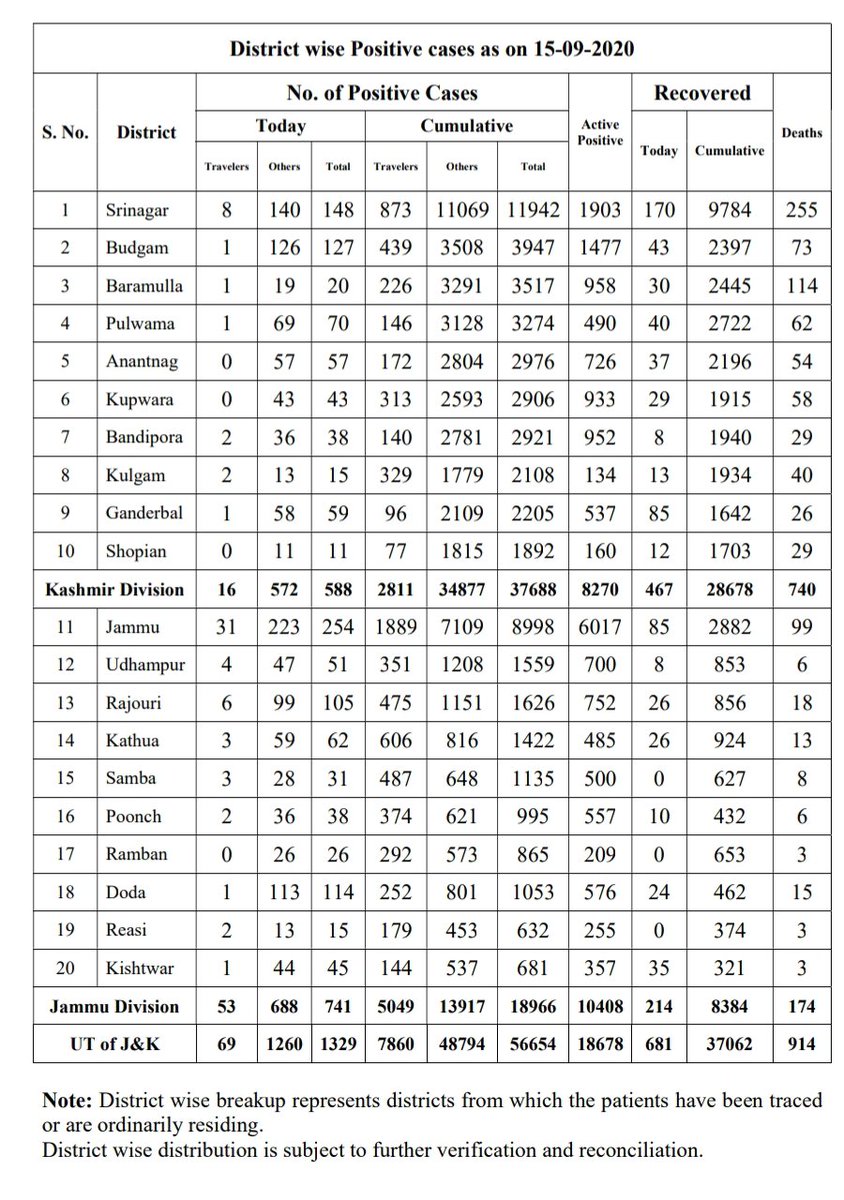 District wise Positive cases as on 15-09-2020
S. No. District No. of Positive Cases Active Positive Recovered Deaths
Today Cumulative Today Cumulative
Travelers Others Total Travelers Others Total
1 Srinagar 8 140 148 873 11069 11942 1903 170 9784 255
2 Budgam 1 126 127 439 3508 3947 1477 43 2397 73
3 Baramulla 1 19 20 226 3291 3517 958 30 2445 114
4 Pulwama 1 69 70 146 3128 3274 490 40 2722 62
5 Anantnag 0 57 57 172 2804 2976 726 37 2196 54
6 Kupwara 0 43 43 313 2593 2906 933 29 1915 58
7 Bandipora 2 36 38 140 2781 2921 952 8 1940 29
8 Kulgam 2 13 15 329 1779 2108 134 13 1934 40
9 Ganderbal 1 58 59 96 2109 2205 537 85 1642 26
10 Shopian 0 11 11 77 1815 1892 160 12 1703 29
Kashmir Division 16 572 588 2811 34877 37688 8270 467 28678 740
11 Jammu 31 223 254 1889 7109 8998 6017 85 2882 99
12 Udhampur 4 47 51 351 1208 1559 700 8 853 6
13 Rajouri 6 99 105 475 1151 1626 752 26 856 18
14 Kathua 3 59 62 606 816 1422 485 26 924 13
15 Samba 3 28 31 487 648 1135 500 0 627 8
16 Poonch 2 36 38 374 621 995 557 10 432 6
17 Ramban 0 26 26 292 573 865 209 0 653 3
18 Doda 1 113 114 252 801 1053 576 24 462 15
19 Reasi 2 13 15 179 453 632 255 0 374 3
20 Kishtwar 1 44 45 144 537 681 357 35 321 3
Jammu Division 53 688 741 5049 13917 18966 10408 214 8384 174
UT of J&K 69 1260 1329 7860 48794 56654 18678 681 37062 914
Note: District wise breakup represents districts from which the patients have been traced
or are ordinarily residing.
District wise distribution is subject to further verification and reconciliation.